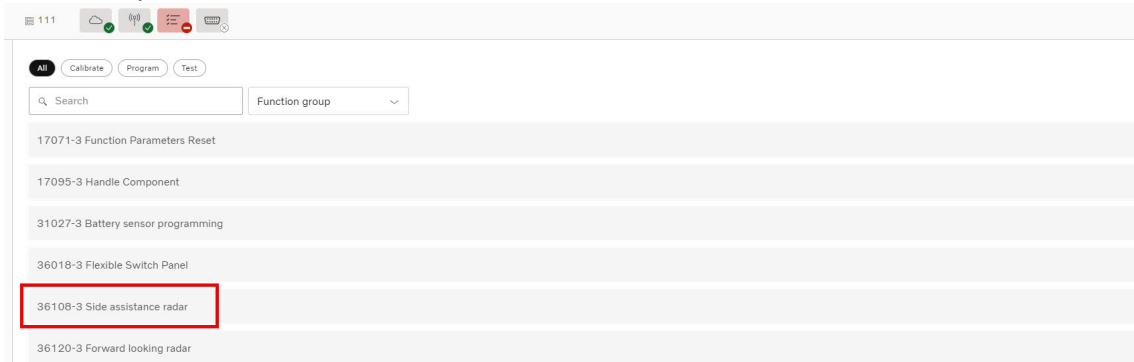 111
All Calibrate Program Test
Search Function group
17071-3 Function Parameters Reset
17095-3 Handle Component
31027-3 Battery sensor programming
36018-3 Flexible Switch Panel
36108-3 Side assistance radar
36120-3 Forward looking radar